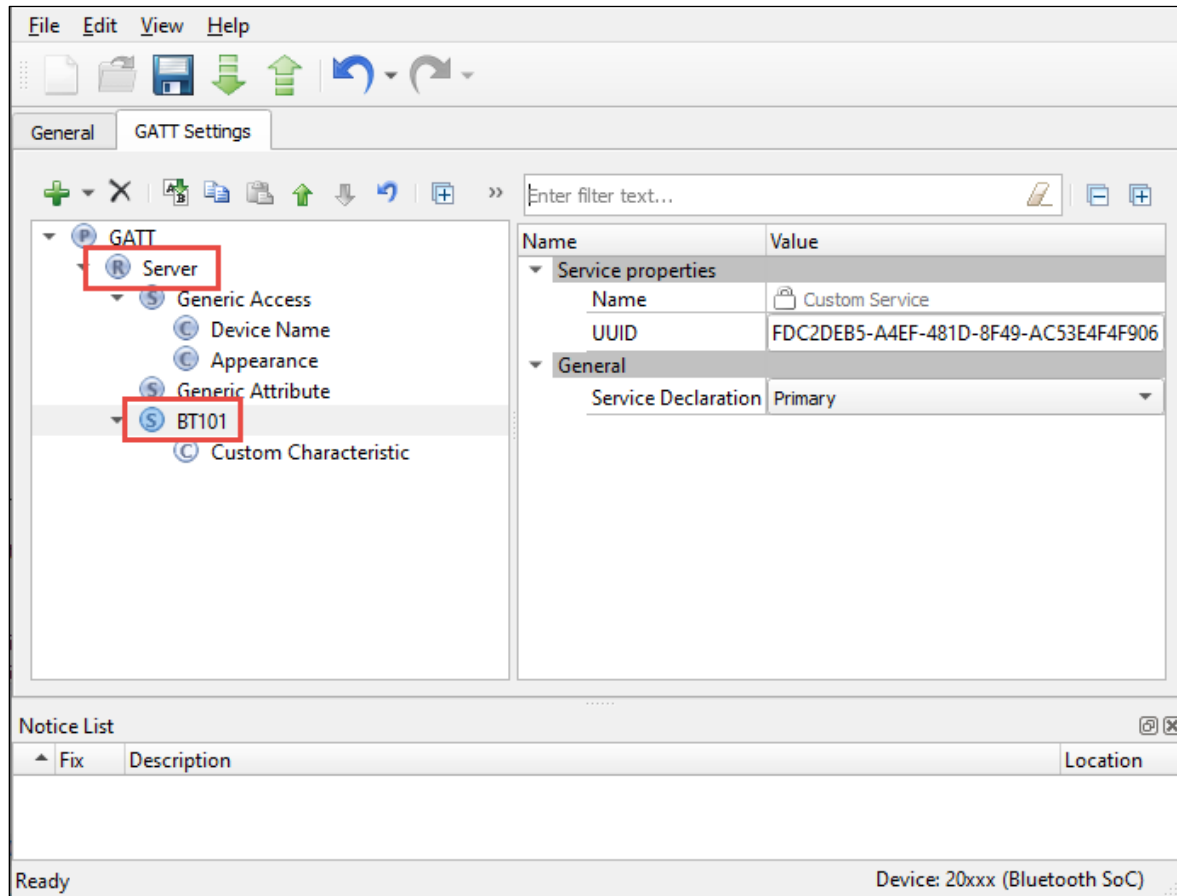 File Edit View Help
General GATT Settings
Enter filter text...
P GATT
R Server
S Generic Access
C Device Name
C Appearance
S Generic Attribute
S BT101
C Custom Characteristic
Name Value
Service properties
Name Custom Service
UUID FDC2DEB5-A4EF-481D-8F49-AC53E4F4F906
General
Service Declaration Primary
Notice List
Fix Description Location
Ready Device: 20xxx (Bluetooth SoC)